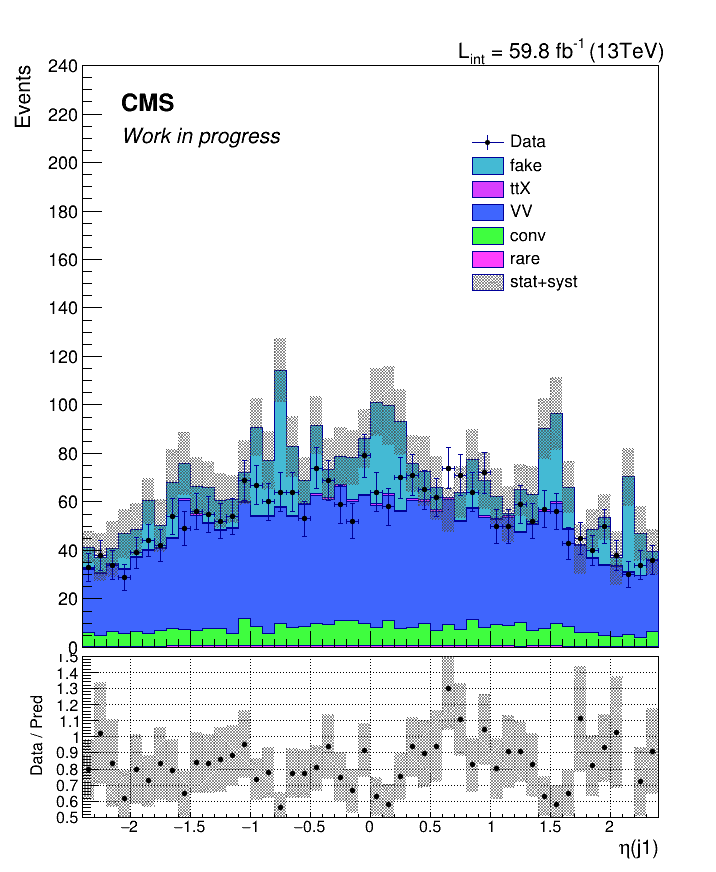 L_int = 59.8 fb^-1 (13TeV)
Events
240
220
200
180
160
140
120
100
80
60
40
20
0
CMS
Work in progress
Data
fake
ttX
VV
conv
rare
stat+syst
Data / Pred
1.5
1.4
1.3
1.2
1.1
1
0.9
0.8
0.7
0.6
0.5
−2 −1.5 −1 −0.5 0 0.5 1 1.5 2
η(j1)